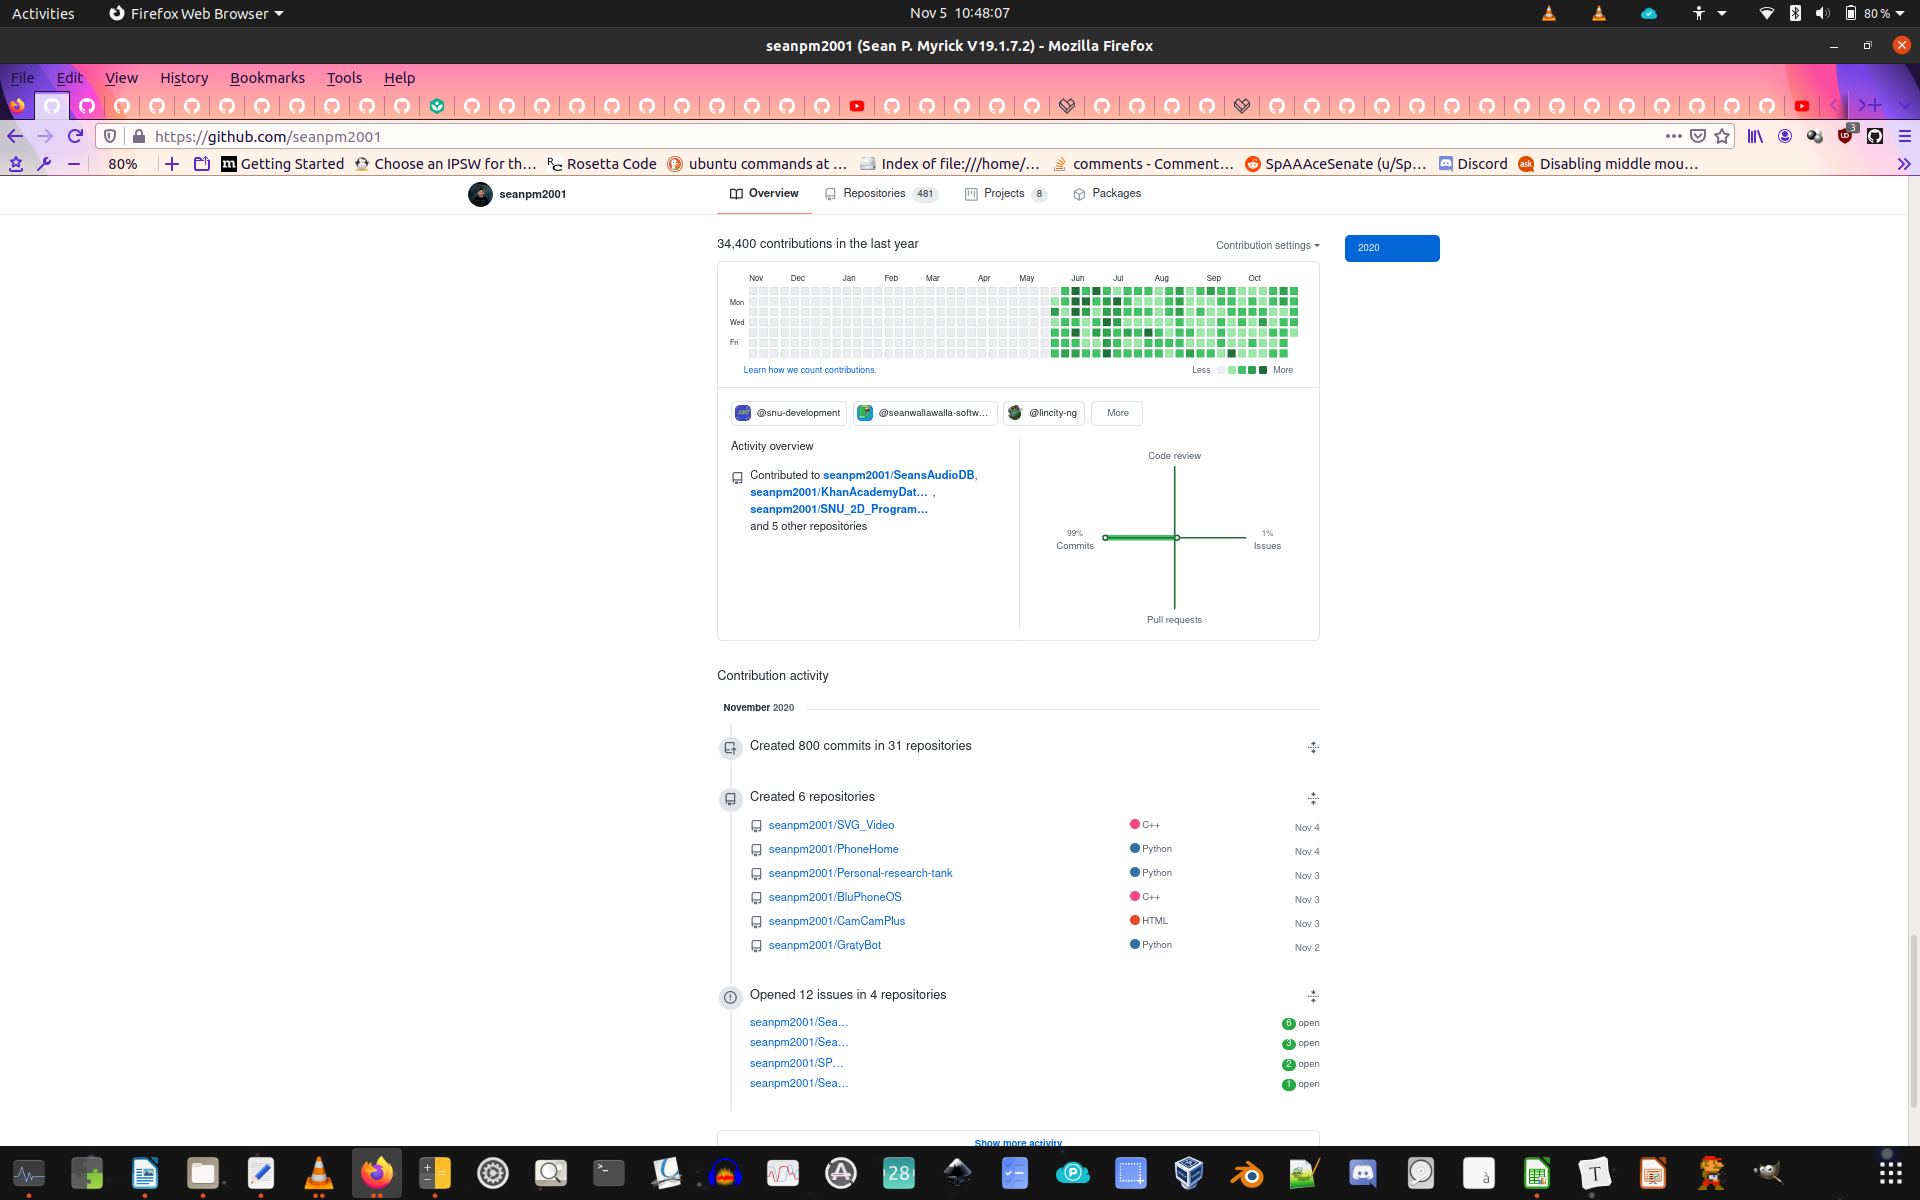 Activities Firefox Web Browser Nov 5 10:48:07 80 %
seanpm2001 (Sean P. Myrick V19.1.7.2) - Mozilla Firefox
File Edit View History Bookmarks Tools Help
https://github.com/seanpm2001 3
80% Getting Started Choose an IPSW for th… Rosetta Code ubuntu commands at … Index of file:///home/… comments - Comment… SpAAAceSenate (u/Sp… Discord Disabling middle mou…
seanpm2001 Overview Repositories 481 Projects 8 Packages
34,400 contributions in the last year Contribution settings 2020
Nov Dec Jan Feb Mar Apr May Jun Jul Aug Sep Oct
Mon
Wed
Fri
Learn how we count contributions. Less More
@snu-development @seanwallawalla-softw… @lincity-ng More
Activity overview
Code review
Contributed to seanpm2001/SeansAudioDB,
seanpm2001/KhanAcademyDat… ,
seanpm2001/SNU_2D_Program…
and 5 other repositories
99% 1%
Commits Issues
Pull requests
Contribution activity
November 2020
Created 800 commits in 31 repositories
Created 6 repositories
seanpm2001/SVG_Video C++ Nov 4
seanpm2001/PhoneHome Python Nov 4
seanpm2001/Personal-research-tank Python Nov 3
seanpm2001/BluPhoneOS C++ Nov 3
seanpm2001/CamCamPlus HTML Nov 3
seanpm2001/GratyBot Python Nov 2
Opened 12 issues in 4 repositories
seanpm2001/Sea… 6 open
seanpm2001/Sea… 3 open
seanpm2001/SP… 2 open
seanpm2001/Sea… 1 open
Show more activity
28